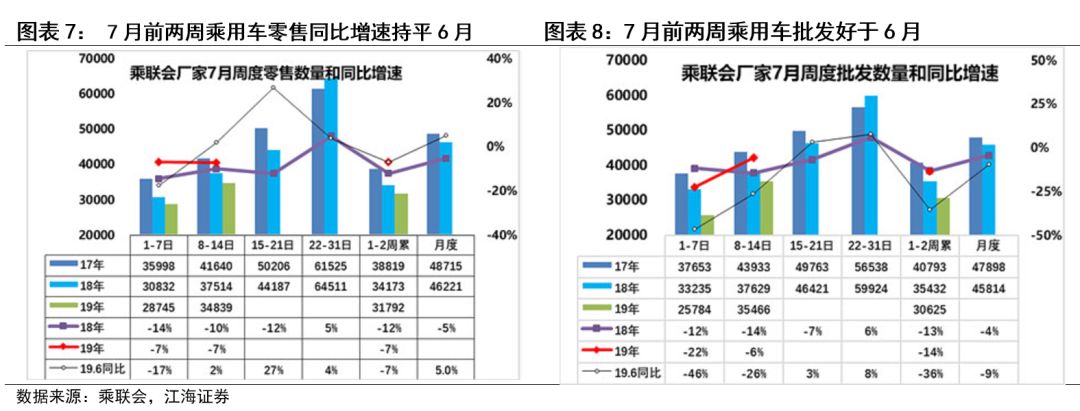 图表 7： 7 月前两周乘用车零售同比增速持平 6 月
乘联会厂家7月周度零售数量和同比增速
70000
60000
50000
40000
30000
20000
40%
20%
0%
-20%
-40%
1-7日 8-14日 15-21日 22-31日 1-2周累 月度
17年 35998 41640 50206 61525 38819 48715
18年 30832 37514 44187 64511 34173 46221
19年 28745 34839 31792
18年 -14% -10% -12% 5% -12% -5%
19年 -7% -7% -7%
19.6同比 -17% 2% 27% 4% -7% 5.0%
图表 8：7 月前两周乘用车批发好于 6 月
乘联会厂家7月周度批发数量和同比增速
70000
60000
50000
40000
30000
20000
50%
25%
0%
-25%
-50%
1-7日 8-14日 15-21日 22-31日 1-2周累 月度
17年 37653 43933 49763 56538 40793 47898
18年 33235 37629 46421 59924 35432 45814
19年 25784 35466 30625
18年 -12% -14% -7% 6% -13% -4%
19年 -22% -6% -14%
19.6同比 -46% -26% 3% 8% -36% -9%
数据来源：乘联会，江海证券